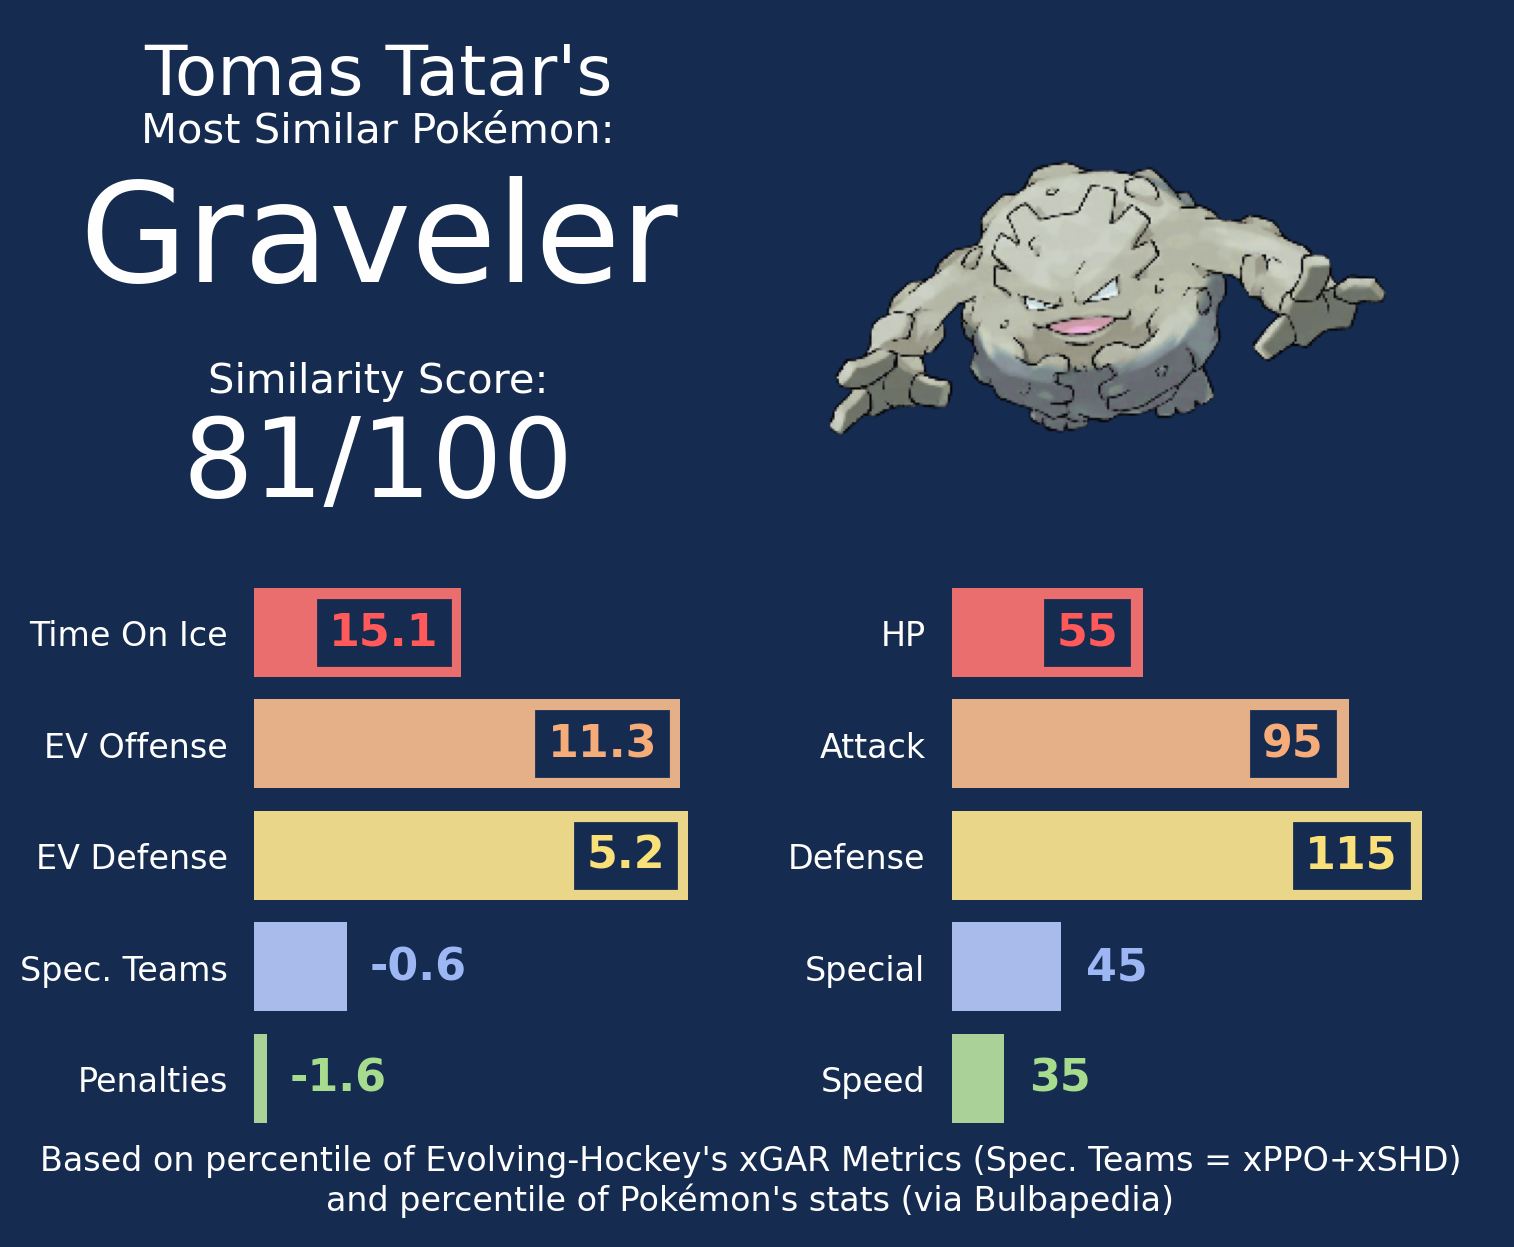 Tomas Tatar's
Most Similar Pokémon:
Graveler
Similarity Score:
81/100
Time On Ice 15.1
EV Offense 11.3
EV Defense 5.2
Spec. Teams -0.6
Penalties -1.6
HP 55
Attack 95
Defense 115
Special 45
Speed 35
Based on percentile of Evolving-Hockey's xGAR Metrics (Spec. Teams = xPPO+xSHD)
and percentile of Pokémon's stats (via Bulbapedia)